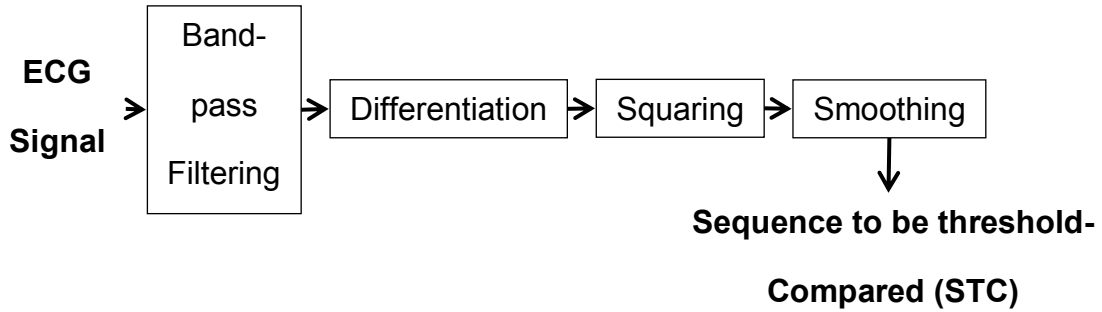 ECG
Signal
Band-
pass
Filtering
Differentiation
Squaring
Smoothing
Sequence to be threshold-
Compared (STC)